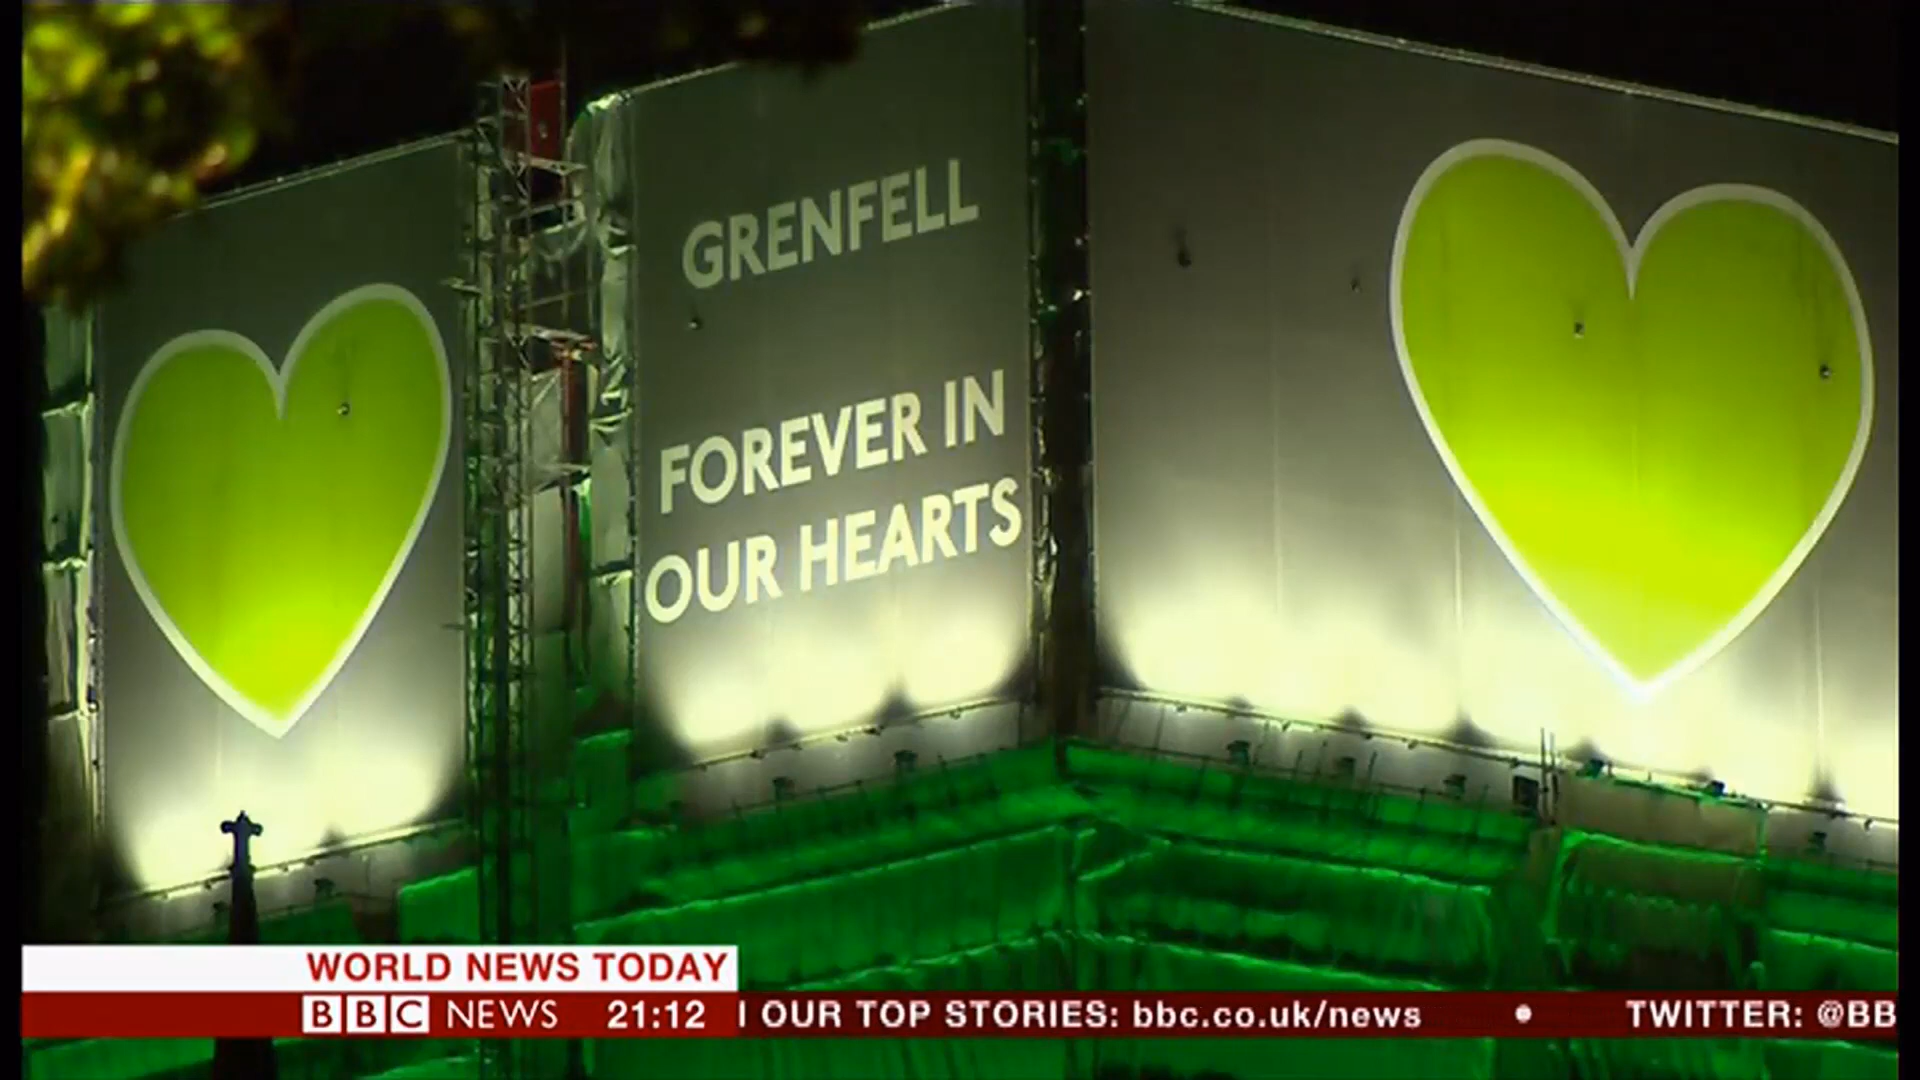 GRENFELL
FOREVER IN
OUR HEARTS
WORLD NEWS TODAY
BBC NEWS 21:12 OUR TOP STORIES: bbc.co.uk/news • TWITTER: @BB